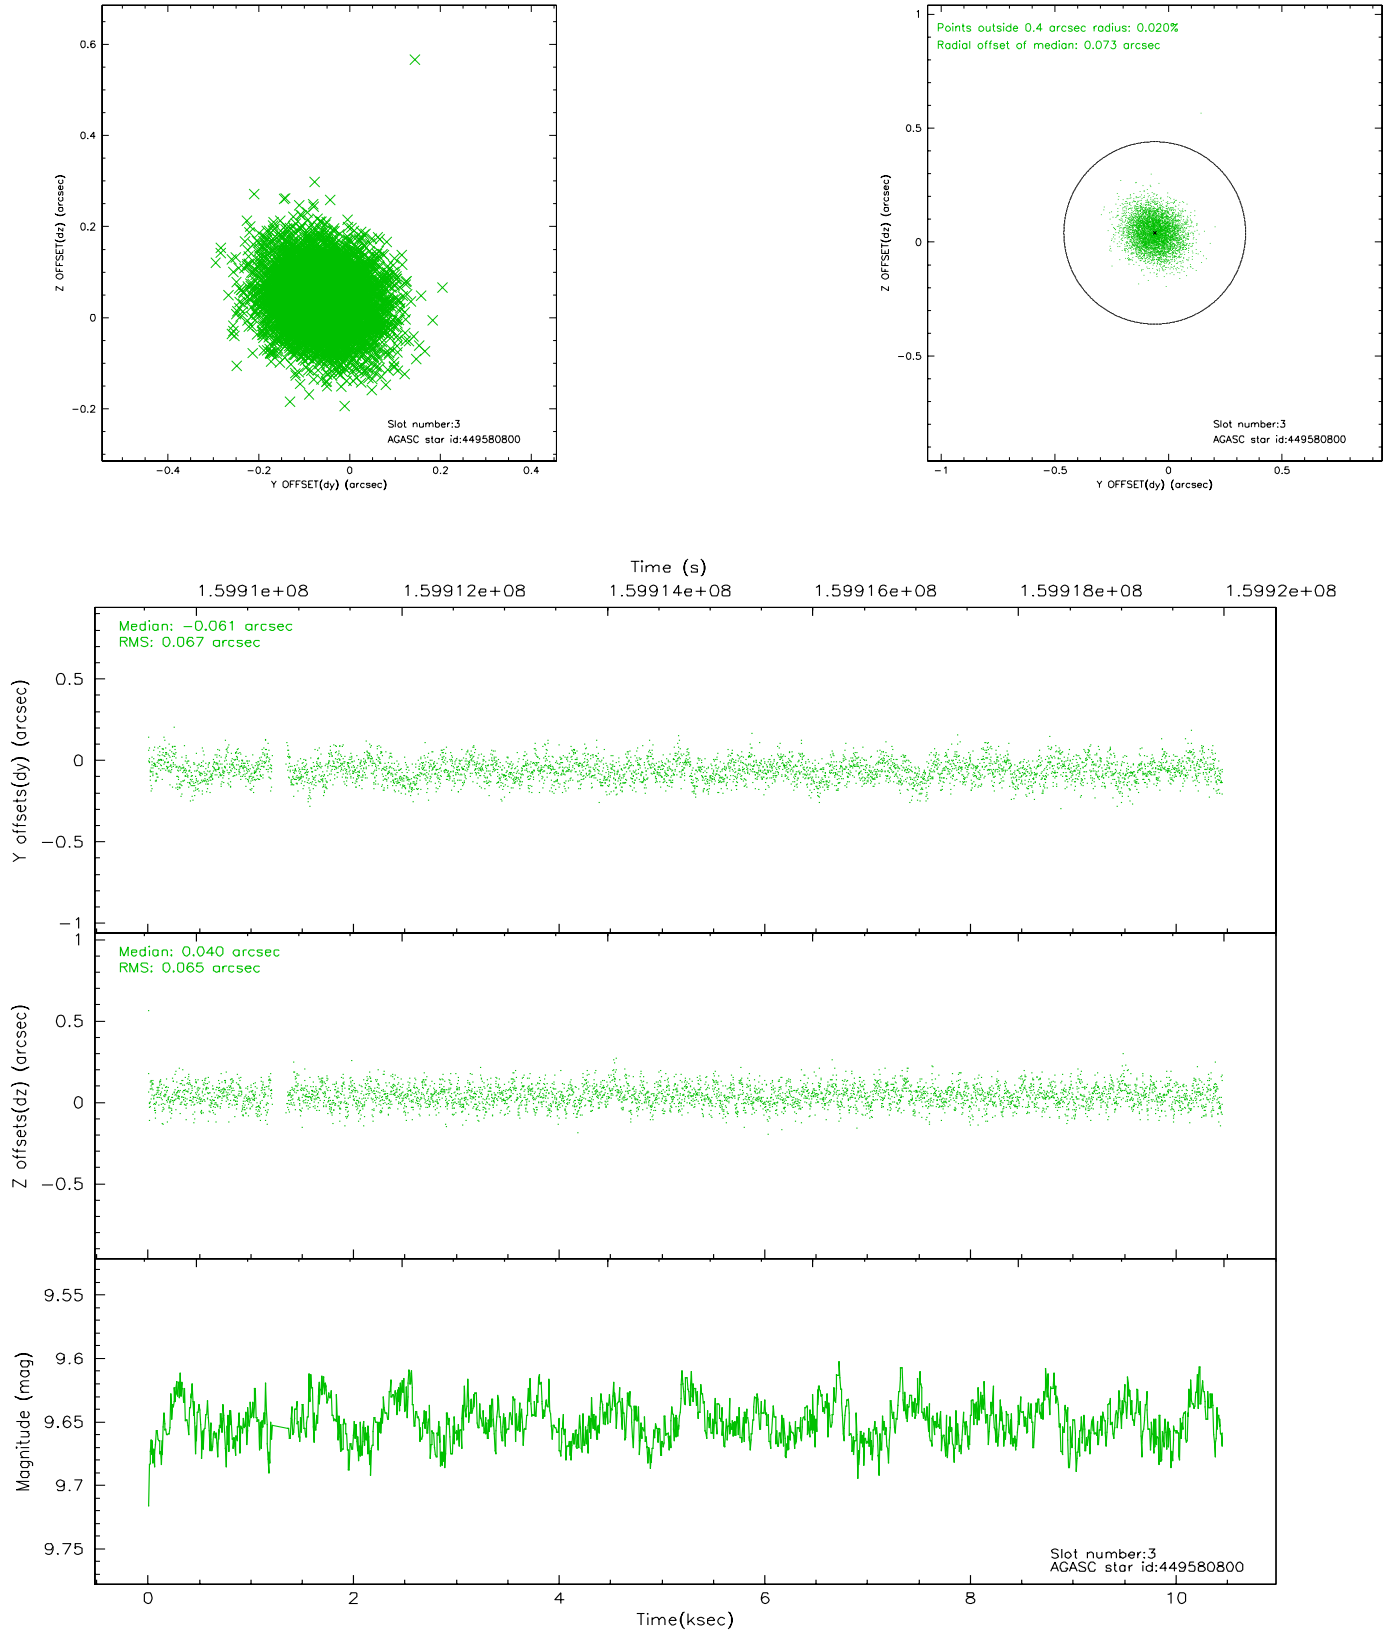 0.6
0.4
0.2
0
−0.2
Z OFFSET(dz) (arcsec)
−0.4
−0.2
0
0.2
0.4
Y OFFSET(dy) (arcsec)
Slot number:3
AGASC star id:449580800
Points outside 0.4 arcsec radius: 0.020%
Radial offset of median: 0.073 arcsec
1
0.5
0
−0.5
Z OFFSET(dz) (arcsec)
−1
−0.5
0
0.5
Y OFFSET(dy) (arcsec)
Slot number:3
AGASC star id:449580800
Time (s)
1.59991e+08
1.599912e+08
1.599914e+08
1.599916e+08
1.599918e+08
1.59992e+08
Median: −0.061 arcsec
RMS: 0.067 arcsec
0.5
0
−0.5
−1
Y offsets(dy) (arcsec)
Median: 0.040 arcsec
RMS: 0.065 arcsec
1
0.5
0
−0.5
Z offsets(dz) (arcsec)
9.55
9.6
9.65
9.7
9.75
Magnitude (mag)
Slot number:3
AGASC star id:449580800
0
2
4
6
8
10
Time(ksec)